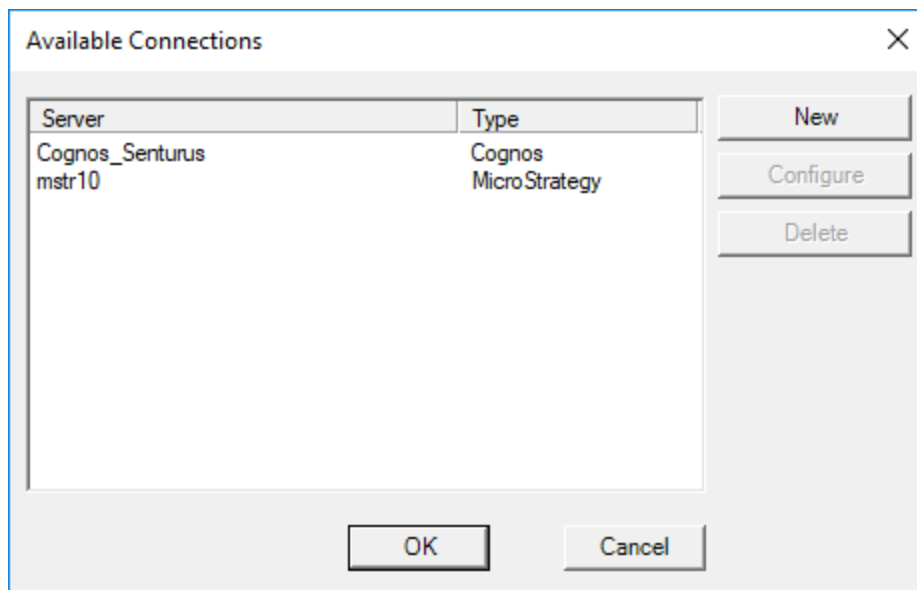 Available Connections
Server Type
Cognos_Senturus Cognos
mstr10 MicroStrategy
New
Configure
Delete
OK Cancel